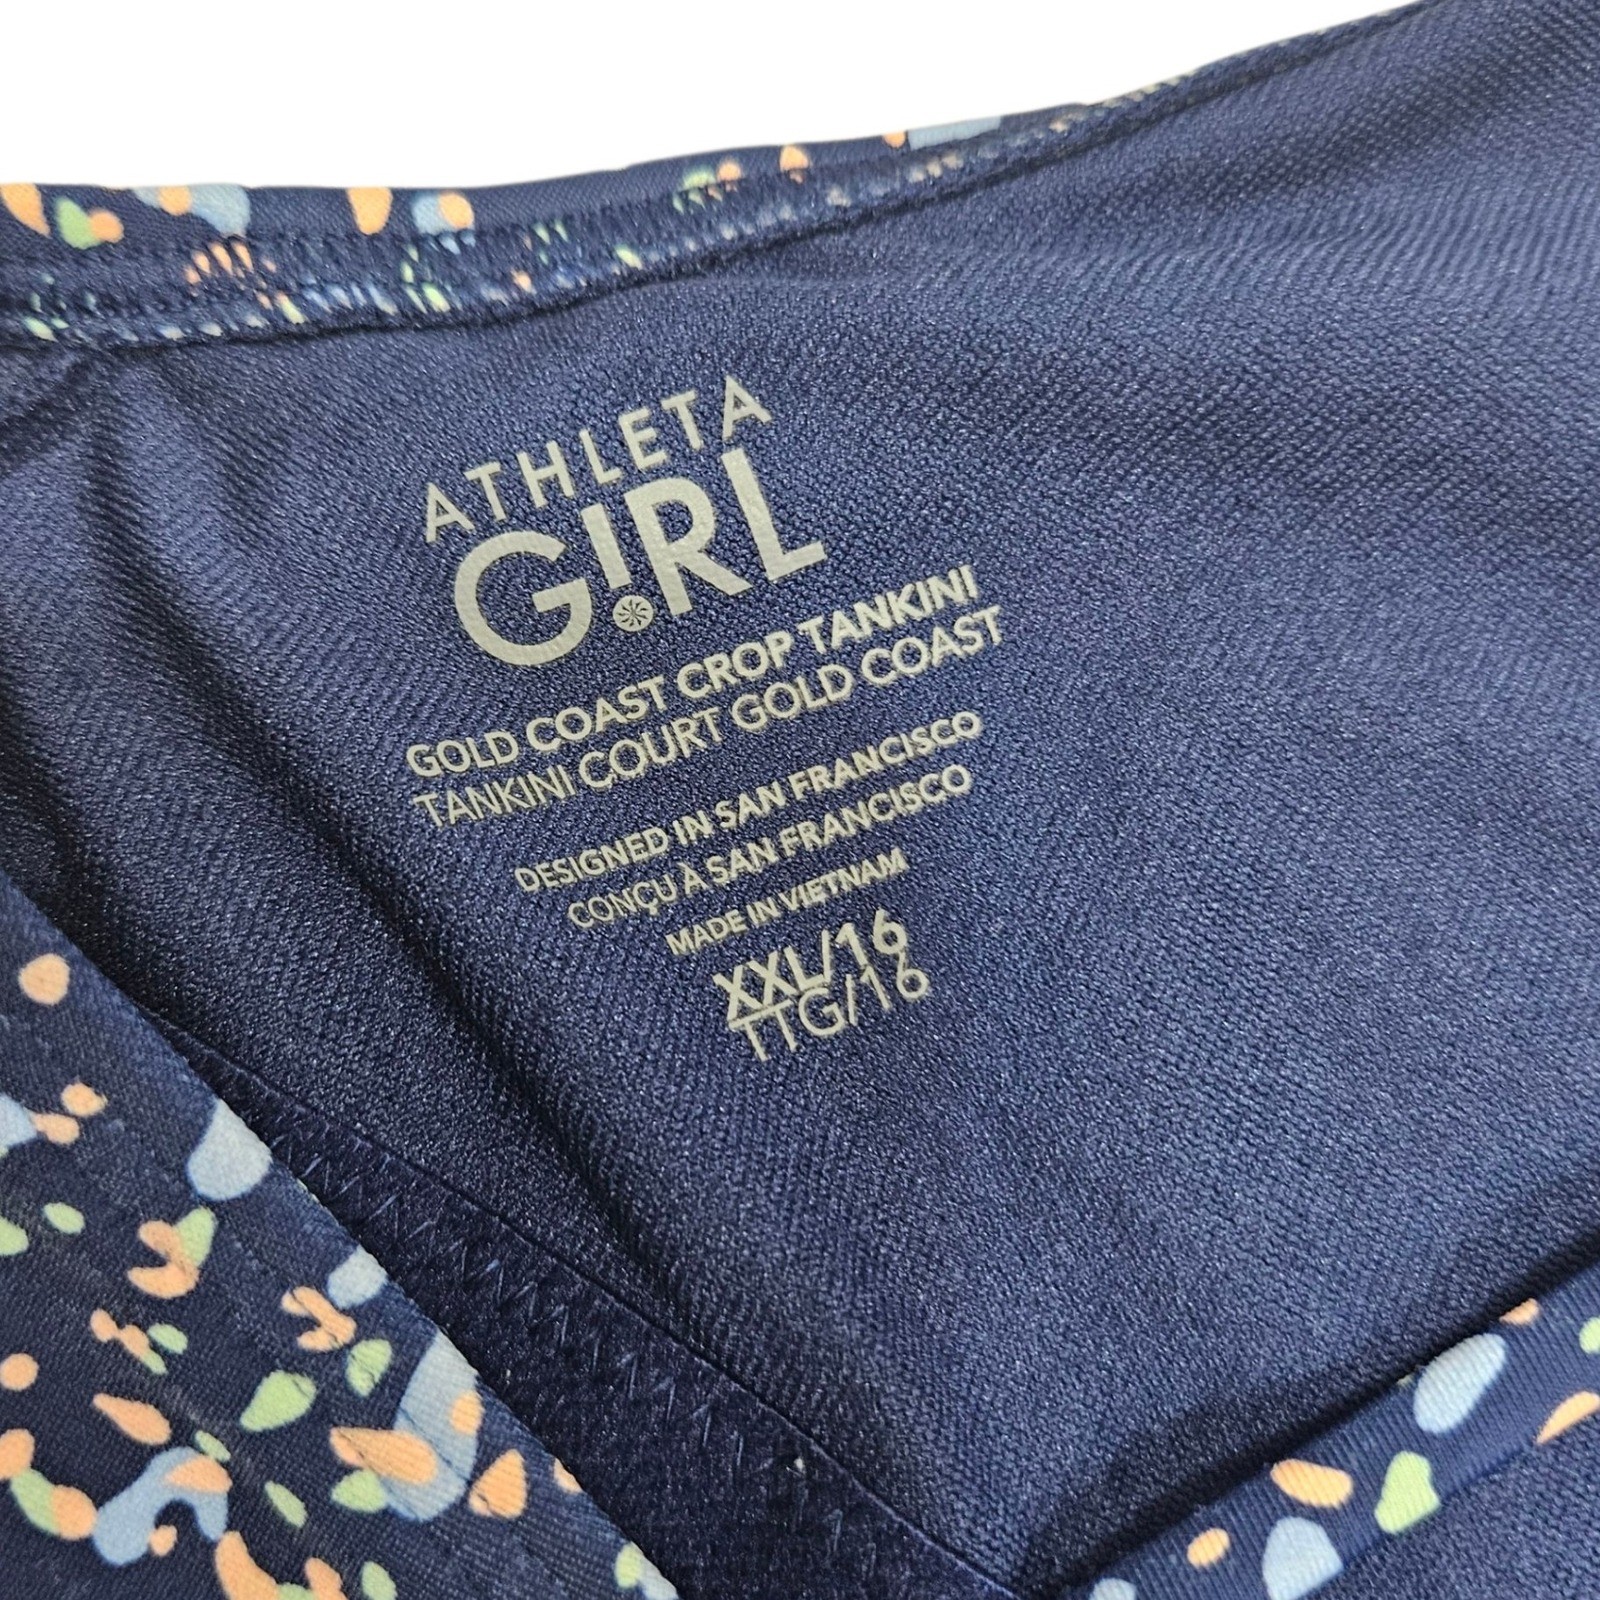 ATHLETA
G!RL
GOLD COAST CROP TANKINI
TANKINI COURT GOLD COAST
DESIGNED IN SAN FRANCISCO
CONÇU À SAN FRANCISCO
MADE IN VIETNAM
XXL/16
TTG/16